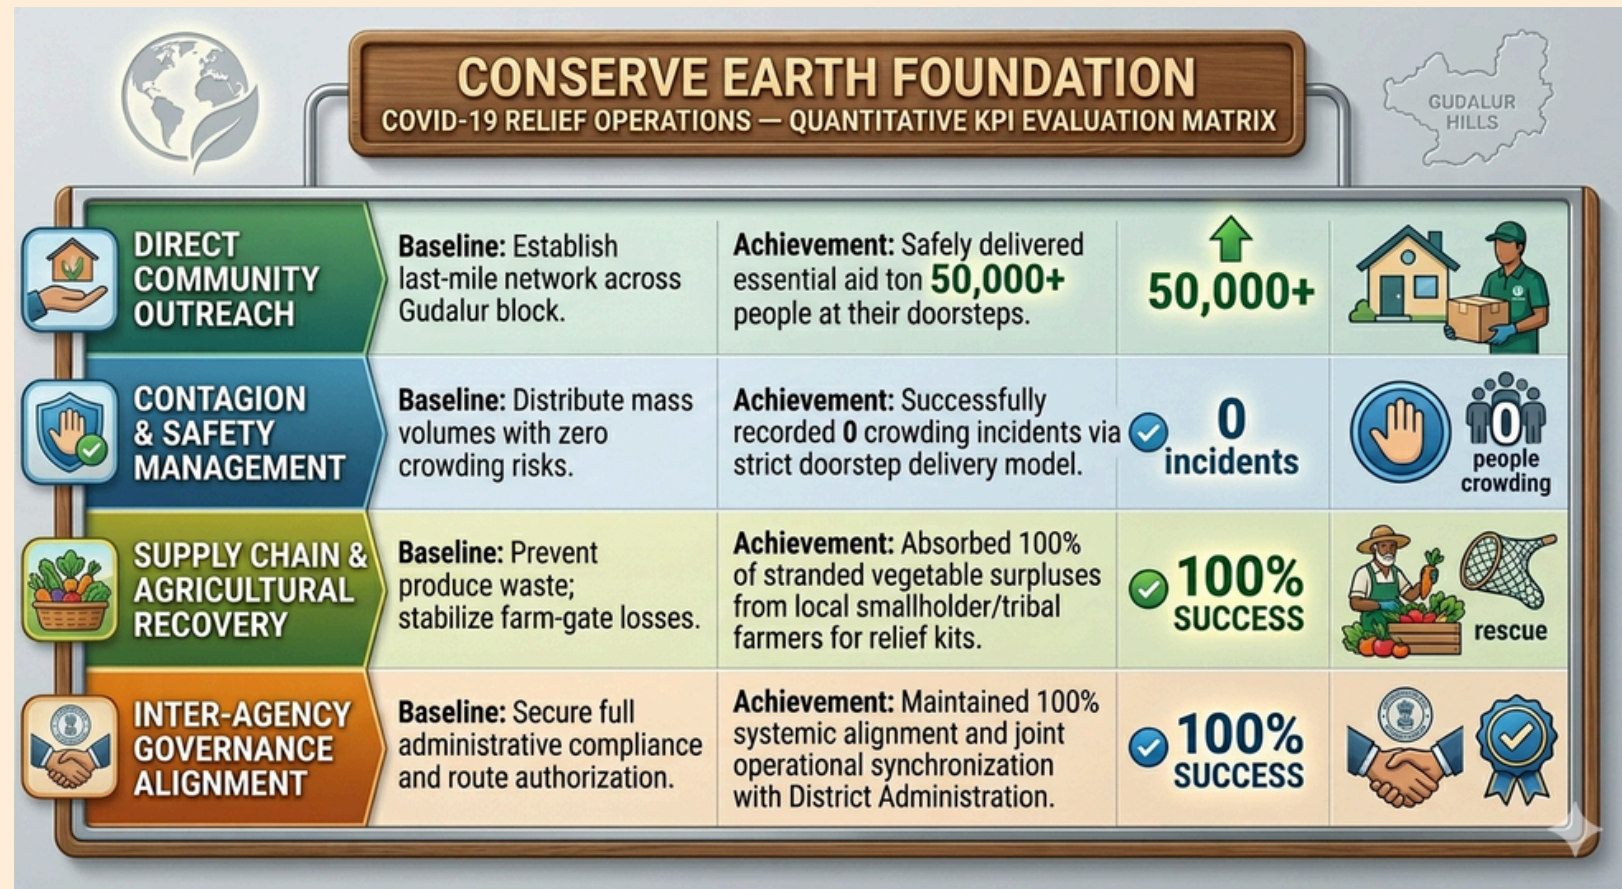 CONSERVE EARTH FOUNDATION
COVID-19 RELIEF OPERATIONS — QUANTITATIVE KPI EVALUATION MATRIX
GUDALUR
HILLS
DIRECT
COMMUNITY
OUTREACH
Baseline: Establish
last-mile network across
Gudalur block.
Achievement: Safely delivered
essential aid ton 50,000+
people at their doorsteps.
50,000+
CONTAGION
& SAFETY
MANAGEMENT
Baseline: Distribute mass
volumes with zero
crowding risks.
Achievement: Successfully
recorded 0 crowding incidents via
strict doorstep delivery model.
0
incidents
0
people
crowding
SUPPLY CHAIN &
AGRICULTURAL
RECOVERY
Baseline: Prevent
produce waste;
stabilize farm-gate losses.
Achievement: Absorbed 100%
of stranded vegetable surpluses
from local smallholder/tribal
farmers for relief kits.
100%
SUCCESS
rescue
INTER-AGENCY
GOVERNANCE
ALIGNMENT
Baseline: Secure full
administrative compliance
and route authorization.
Achievement: Maintained 100%
systemic alignment and joint
operational synchronization
with District Administration.
100%
SUCCESS